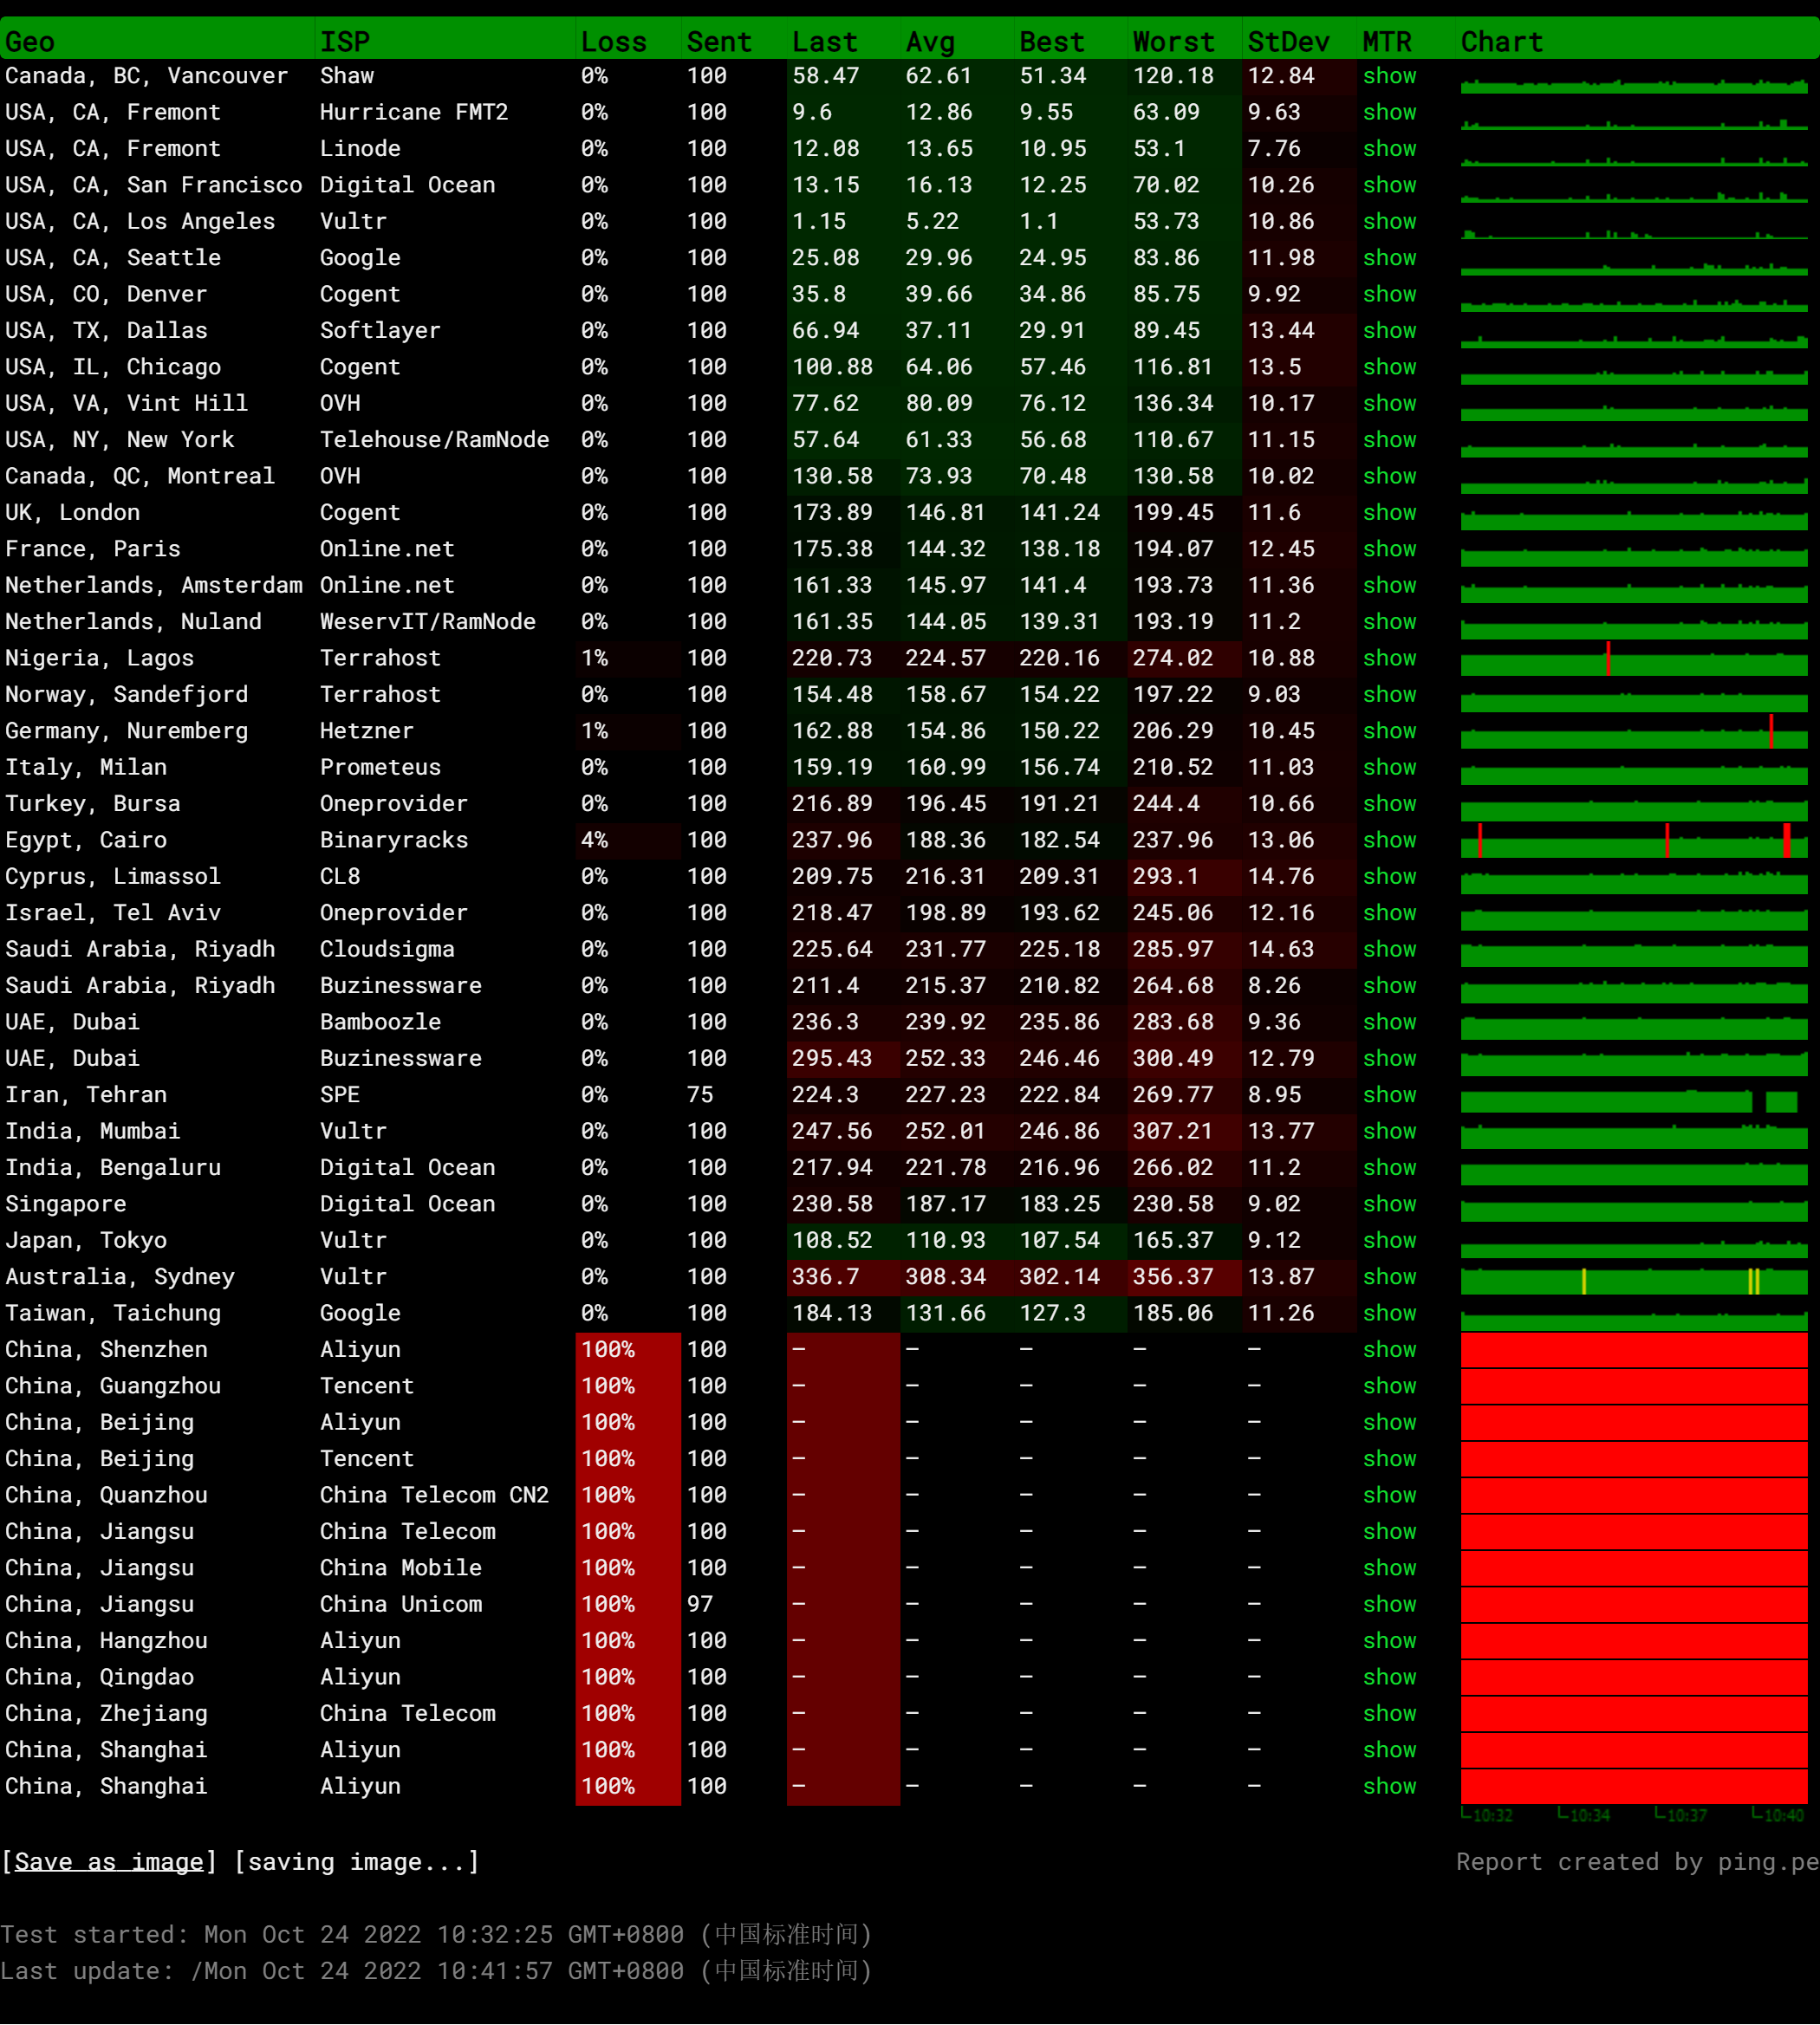 Geo ISP Loss Sent Last Avg Best Worst StDev MTR Chart
Canada, BC, Vancouver Shaw 0% 100 58.47 62.61 51.34 120.18 12.84 show
USA, CA, Fremont Hurricane FMT2 0% 100 9.6 12.86 9.55 63.09 9.63 show
USA, CA, Fremont Linode 0% 100 12.08 13.65 10.95 53.1 7.76 show
USA, CA, San Francisco Digital Ocean 0% 100 13.15 16.13 12.25 70.02 10.26 show
USA, CA, Los Angeles Vultr 0% 100 1.15 5.22 1.1 53.73 10.86 show
USA, CA, Seattle Google 0% 100 25.08 29.96 24.95 83.86 11.98 show
USA, CO, Denver Cogent 0% 100 35.8 39.66 34.86 85.75 9.92 show
USA, TX, Dallas Softlayer 0% 100 66.94 37.11 29.91 89.45 13.44 show
USA, IL, Chicago Cogent 0% 100 100.88 64.06 57.46 116.81 13.5 show
USA, VA, Vint Hill OVH 0% 100 77.62 80.09 76.12 136.34 10.17 show
USA, NY, New York Telehouse/RamNode 0% 100 57.64 61.33 56.68 110.67 11.15 show
Canada, QC, Montreal OVH 0% 100 130.58 73.93 70.48 130.58 10.02 show
UK, London Cogent 0% 100 173.89 146.81 141.24 199.45 11.6 show
France, Paris Online.net 0% 100 175.38 144.32 138.18 194.07 12.45 show
Netherlands, Amsterdam Online.net 0% 100 161.33 145.97 141.4 193.73 11.36 show
Netherlands, Nuland WeservIT/RamNode 0% 100 161.35 144.05 139.31 193.19 11.2 show
Nigeria, Lagos Terrahost 1% 100 220.73 224.57 220.16 274.02 10.88 show
Norway, Sandefjord Terrahost 0% 100 154.48 158.67 154.22 197.22 9.03 show
Germany, Nuremberg Hetzner 1% 100 162.88 154.86 150.22 206.29 10.45 show
Italy, Milan Prometeus 0% 100 159.19 160.99 156.74 210.52 11.03 show
Turkey, Bursa Oneprovider 0% 100 216.89 196.45 191.21 244.4 10.66 show
Egypt, Cairo Binaryracks 4% 100 237.96 188.36 182.54 237.96 13.06 show
Cyprus, Limassol CL8 0% 100 209.75 216.31 209.31 293.1 14.76 show
Israel, Tel Aviv Oneprovider 0% 100 218.47 198.89 193.62 245.06 12.16 show
Saudi Arabia, Riyadh Cloudsigma 0% 100 225.64 231.77 225.18 285.97 14.63 show
Saudi Arabia, Riyadh Buzinessware 0% 100 211.4 215.37 210.82 264.68 8.26 show
UAE, Dubai Bamboozle 0% 100 236.3 239.92 235.86 283.68 9.36 show
UAE, Dubai Buzinessware 0% 100 295.43 252.33 246.46 300.49 12.79 show
Iran, Tehran SPE 0% 75 224.3 227.23 222.84 269.77 8.95 show
India, Mumbai Vultr 0% 100 247.56 252.01 246.86 307.21 13.77 show
India, Bengaluru Digital Ocean 0% 100 217.94 221.78 216.96 266.02 11.2 show
Singapore Digital Ocean 0% 100 230.58 187.17 183.25 230.58 9.02 show
Japan, Tokyo Vultr 0% 100 108.52 110.93 107.54 165.37 9.12 show
Australia, Sydney Vultr 0% 100 336.7 308.34 302.14 356.37 13.87 show
Taiwan, Taichung Google 0% 100 184.13 131.66 127.3 185.06 11.26 show
China, Shenzhen Aliyun 100% 100 – – – – – show
China, Guangzhou Tencent 100% 100 – – – – – show
China, Beijing Aliyun 100% 100 – – – – – show
China, Beijing Tencent 100% 100 – – – – – show
China, Quanzhou China Telecom CN2 100% 100 – – – – – show
China, Jiangsu China Telecom 100% 100 – – – – – show
China, Jiangsu China Mobile 100% 100 – – – – – show
China, Jiangsu China Unicom 100% 97 – – – – – show
China, Hangzhou Aliyun 100% 100 – – – – – show
China, Qingdao Aliyun 100% 100 – – – – – show
China, Zhejiang China Telecom 100% 100 – – – – – show
China, Shanghai Aliyun 100% 100 – – – – – show
China, Shanghai Aliyun 100% 100 – – – – – show
10:32 10:34 10:37 10:40
[Save as image] [saving image...] Report created by ping.pe
Test started: Mon Oct 24 2022 10:32:25 GMT+0800 (中国标准时间)
Last update: /Mon Oct 24 2022 10:41:57 GMT+0800 (中国标准时间)